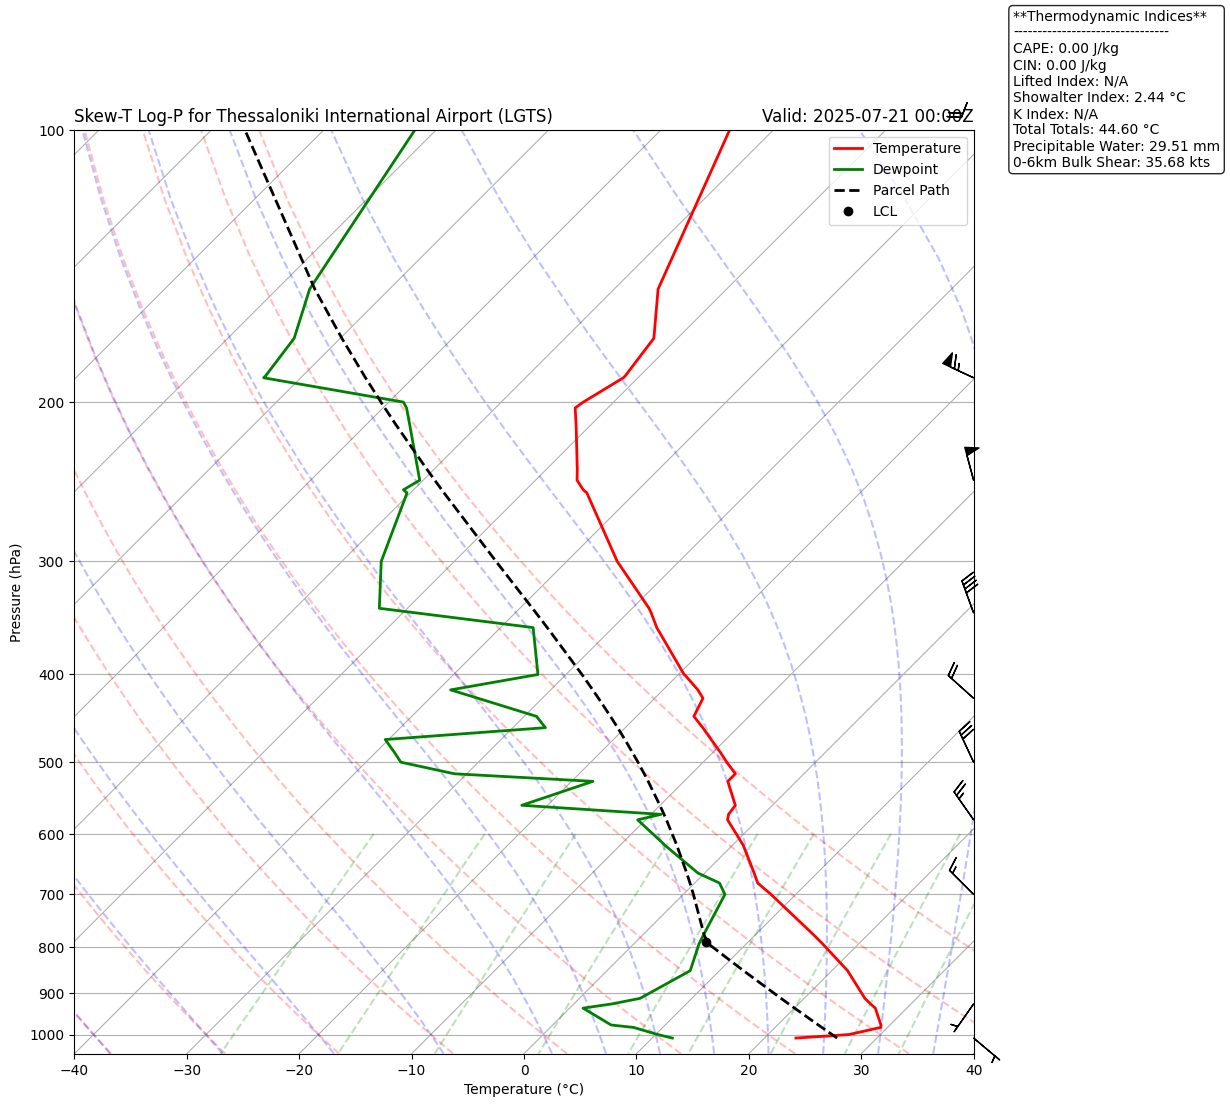 **Thermodynamic Indices**
--------------------------------
CAPE: 0.00 J/kg
CIN: 0.00 J/kg
Lifted Index: N/A
Showalter Index: 2.44 °C
K Index: N/A
Total Totals: 44.60 °C
Precipitable Water: 29.51 mm
0-6km Bulk Shear: 35.68 kts
Skew-T Log-P for Thessaloniki International Airport (LGTS)
Valid: 2025-07-21 00:00Z
Temperature
Dewpoint
Parcel Path
LCL
Pressure (hPa)
100
200
300
400
500
600
700
800
900
1000
−40
−30
−20
−10
0
10
20
30
40
Temperature (°C)